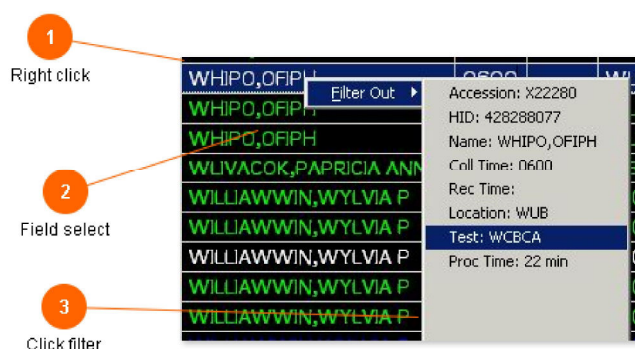 1
Right click
2
Field select
3
Click filter
WHIPO,OFIPH
0600
WU
WHIPO,OFIPH
WHIPO,OFIPH
WLIVACOK,PAPRICIA ANN
WILLIAWWIN,WYLVIA P
WILLIAWWIN,WYLVIA P
WILLIAWWIN,WYLVIA P
WILLIAWWIN,WYLVIA P
WILLIAWWIN,WYLVIA P
Filter Out
Accession: X22280
HID: 428288077
Name: WHIPO,OFIPH
Coll Time: 0600
Rec Time:
Location: WUB
Test: WCBCA
Proc Time: 22 min